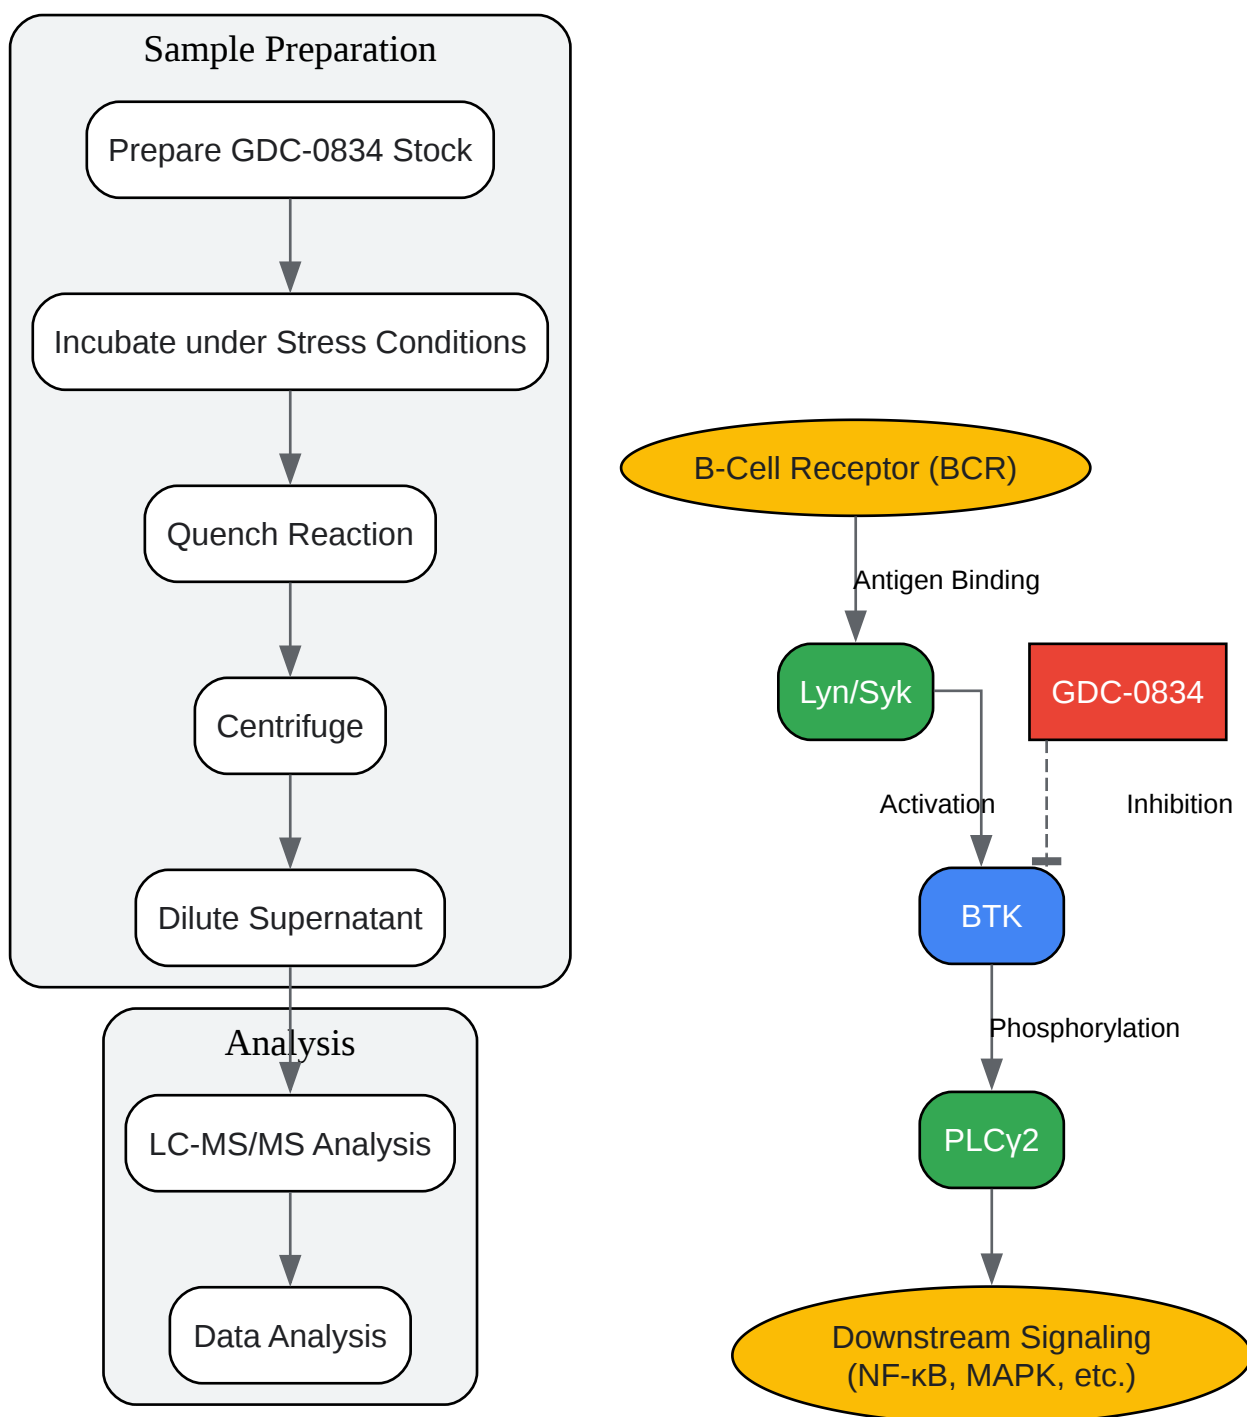 Sample Preparation
Prepare GDC-0834 Stock
Incubate under Stress Conditions
Quench Reaction
Centrifuge
Dilute Supernatant
Analysis
LC-MS/MS Analysis
Data Analysis
B-Cell Receptor (BCR)
Antigen Binding
Lyn/Syk
GDC-0834
Activation
Inhibition
BTK
Phosphorylation
PLCγ2
Downstream Signaling
(NF-κB, MAPK, etc.)